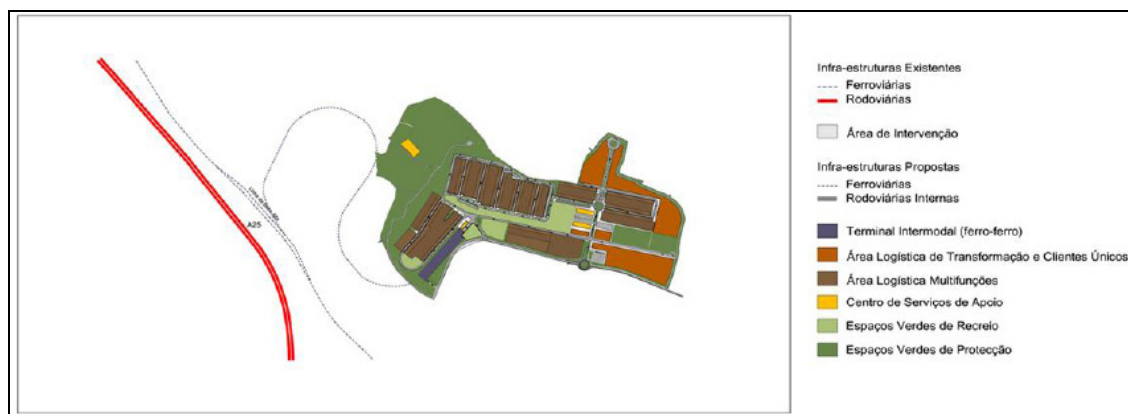 A25
Infra-estruturas Existentes
Ferroviárias
Rodoviárias
Área de Intervenção
Infra-estruturas Propostas
Ferroviárias
Rodoviárias Internas
Terminal Intermodal (ferro-ferro)
Área Logística de Transformação e Clientes Únicos
Área Logística Multifunções
Centro de Serviços de Apoio
Espaços Verdes de Recreio
Espaços Verdes de Protecção